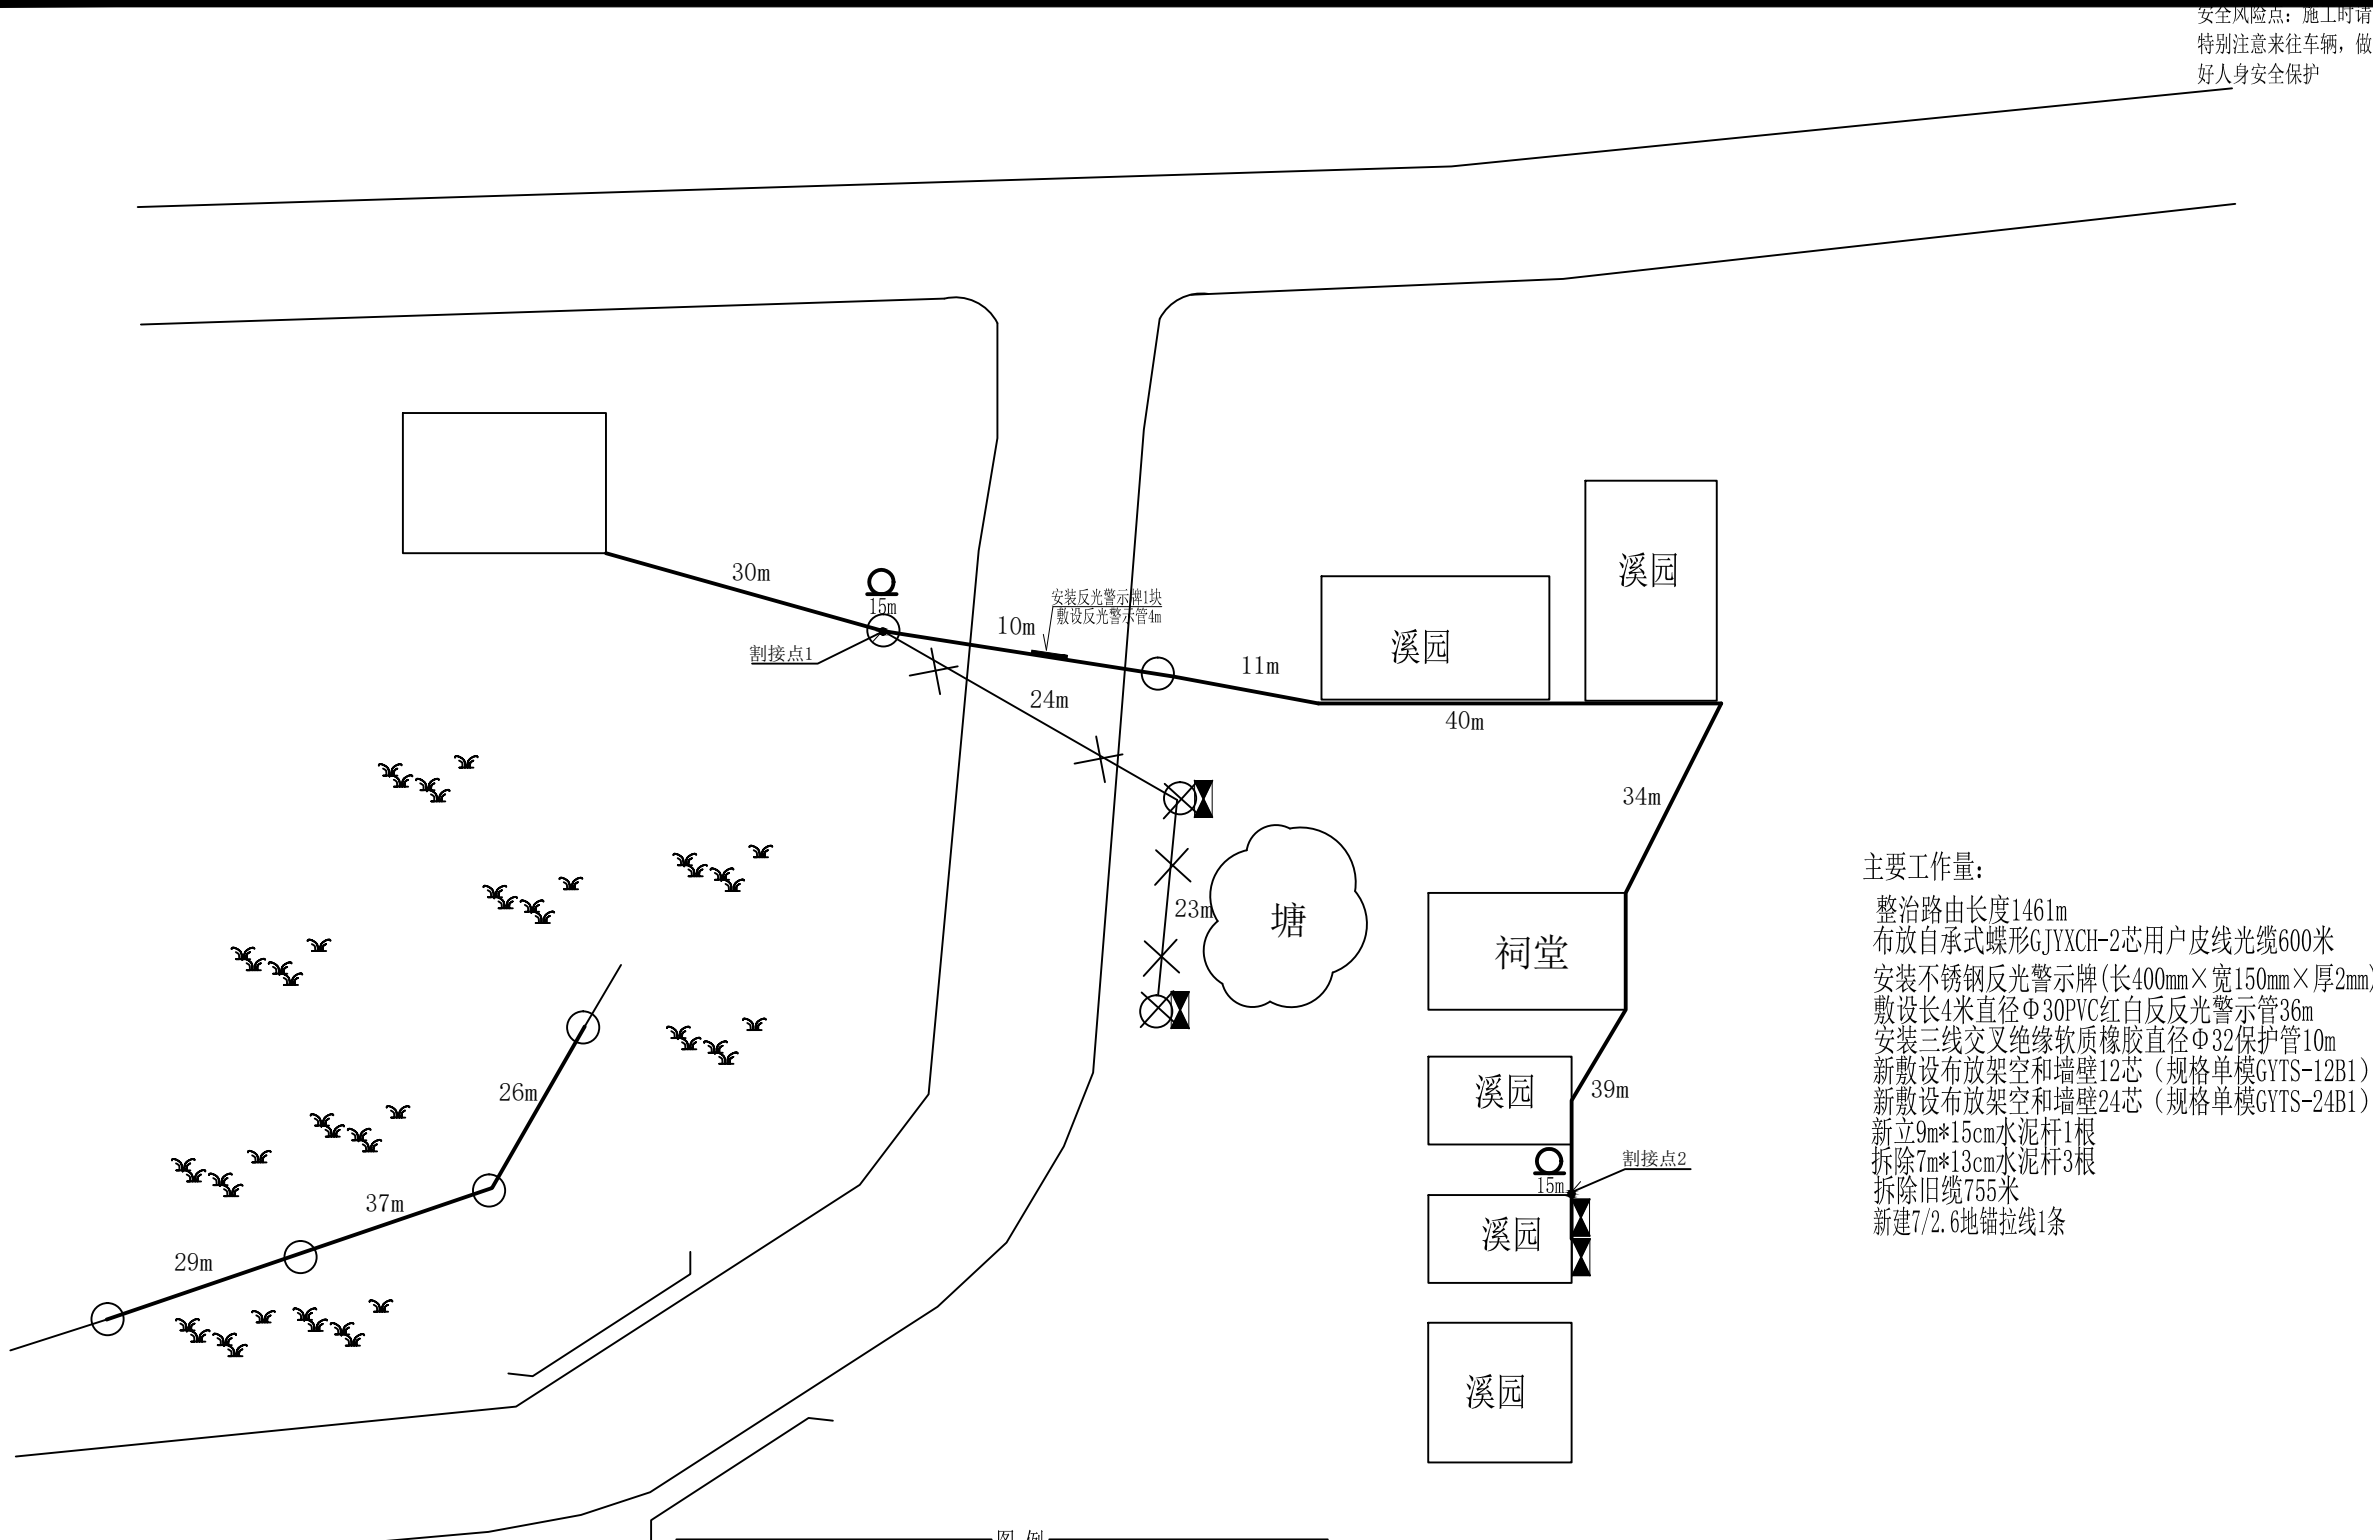 安全风险点：施工时请
特别注意来往车辆，做
好人身安全保护
溪园
溪园
30m
15m
安装反光警示牌1块
敷设反光警示管4m
10m
割接点1
11m
24m
40m
34m
23m
塘
祠堂
溪园
39m
26m
割接点2
15m
37m
溪园
29m
溪园
主要工作量：
整治路由长度1461m
布放自承式蝶形GJYXCH-2芯用户皮线光缆600米
安装不锈钢反光警示牌(长400mm×宽150mm×厚2mm)
敷设长4米直径Φ30PVC红白反反光警示管36m
安装三线交叉绝缘软质橡胶直径Φ32保护管10m
新敷设布放架空和墙壁12芯（规格单模GYTS-12B1）
新敷设布放架空和墙壁24芯（规格单模GYTS-24B1）
新立9m*15cm水泥杆1根
拆除7m*13cm水泥杆3根
拆除旧缆755米
新建7/2.6地锚拉线1条
图 例